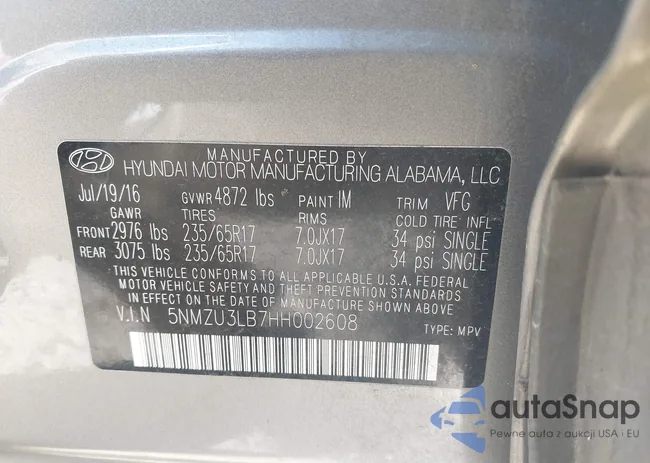 MANUFACTURED BY
HYUNDAI MOTOR MANUFACTURING ALABAMA, LLC
Jul/19/16 GVWR 4872 lbs PAINT IM TRIM VFG
GAWR TIRES RIMS COLD TIRE INFL
FRONT 2976 lbs 235/65R17 7.0JX17 34 psi SINGLE
REAR 3075 lbs 235/65R17 7.0JX17 34 psi SINGLE
THIS VEHICLE CONFORMS TO ALL APPLICABLE U.S.A. FEDERAL
MOTOR VEHICLE SAFETY AND THEFT PREVENTION STANDARDS
IN EFFECT ON THE DATE OF MANUFACTURE SHOWN ABOVE
V.I.N 5NMZU3LB7HH002608 TYPE: MPV
autaSnap
Pewne auta z aukcji USA i EU